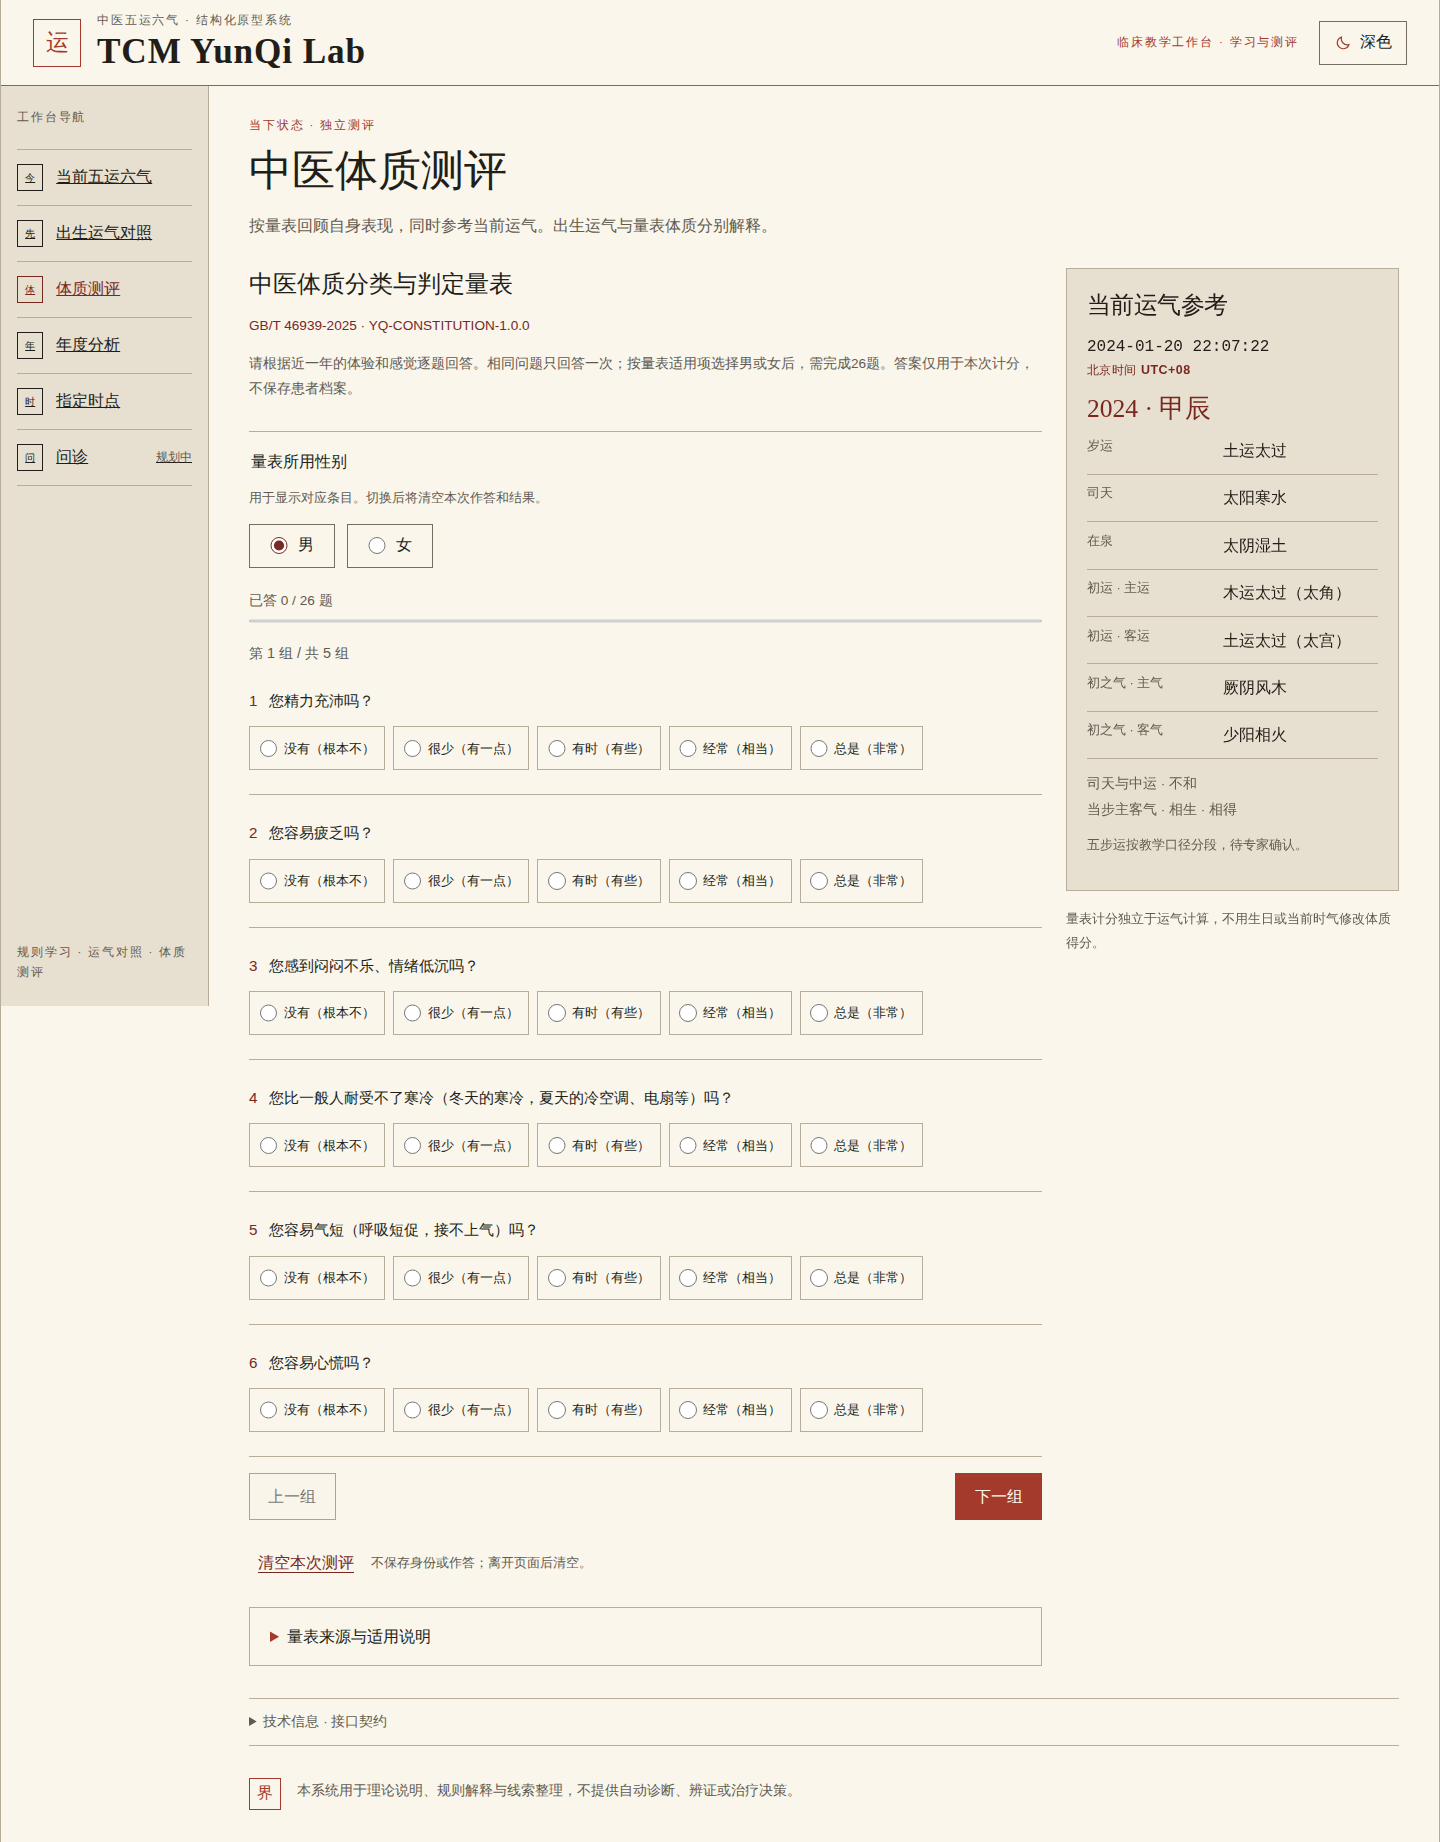 运
中医五运六气 · 结构化原型系统
TCM YunQi Lab
临床教学工作台 · 学习与测评
深色
工作台导航
今 当前五运六气
先 出生运气对照
体 体质测评
年 年度分析
时 指定时点
问 问诊 规划中
规则学习 · 运气对照 · 体质
测评
当下状态 · 独立测评
中医体质测评
按量表回顾自身表现，同时参考当前运气。出生运气与量表体质分别解释。
中医体质分类与判定量表
GB/T 46939-2025 · YQ-CONSTITUTION-1.0.0
请根据近一年的体验和感觉逐题回答。相同问题只回答一次；按量表适用项选择男或女后，需完成26题。答案仅用于本次计分，
不保存患者档案。
量表所用性别
用于显示对应条目。切换后将清空本次作答和结果。
男 女
已答 0 / 26 题
第 1 组 / 共 5 组
1 您精力充沛吗？
没有（根本不） 很少（有一点） 有时（有些） 经常（相当） 总是（非常）
2 您容易疲乏吗？
没有（根本不） 很少（有一点） 有时（有些） 经常（相当） 总是（非常）
3 您感到闷闷不乐、情绪低沉吗？
没有（根本不） 很少（有一点） 有时（有些） 经常（相当） 总是（非常）
4 您比一般人耐受不了寒冷（冬天的寒冷，夏天的冷空调、电扇等）吗？
没有（根本不） 很少（有一点） 有时（有些） 经常（相当） 总是（非常）
5 您容易气短（呼吸短促，接不上气）吗？
没有（根本不） 很少（有一点） 有时（有些） 经常（相当） 总是（非常）
6 您容易心慌吗？
没有（根本不） 很少（有一点） 有时（有些） 经常（相当） 总是（非常）
上一组 下一组
清空本次测评 不保存身份或作答；离开页面后清空。
量表来源与适用说明
当前运气参考
2024-01-20 22:07:22
北京时间 UTC+08
2024 · 甲辰
岁运 土运太过
司天 太阳寒水
在泉 太阴湿土
初运 · 主运 木运太过（太角）
初运 · 客运 土运太过（太宫）
初之气 · 主气 厥阴风木
初之气 · 客气 少阳相火
司天与中运 · 不和
当步主客气 · 相生 · 相得
五步运按教学口径分段，待专家确认。
量表计分独立于运气计算，不用生日或当前时气修改体质
得分。
技术信息 · 接口契约
界 本系统用于理论说明、规则解释与线索整理，不提供自动诊断、辨证或治疗决策。